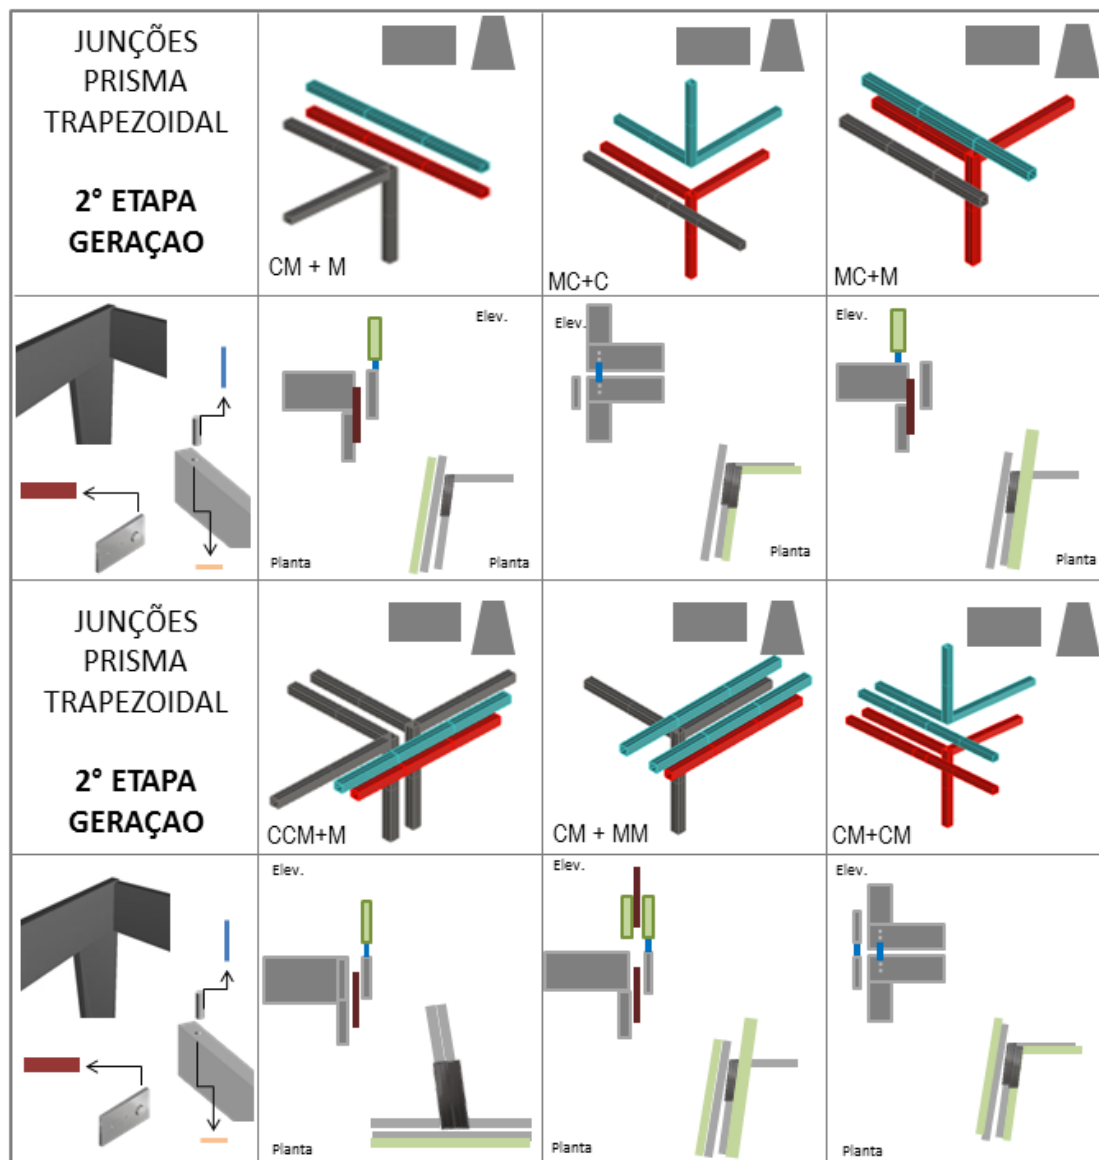 JUNÇÕES
PRISMA
TRAPEZOIDAL
2° ETAPA
GERAÇAO
CM + M
MC+C
MC+M
Elev.
Elev.
Elev.
Planta
Planta
Planta
Planta
JUNÇÕES
PRISMA
TRAPEZOIDAL
2° ETAPA
GERAÇAO
CCM+M
CM + MM
CM+CM
Elev.
Elev.
Elev.
Planta
Planta
Planta